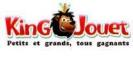 KING JOUET
Petits et grands, tous gagnants